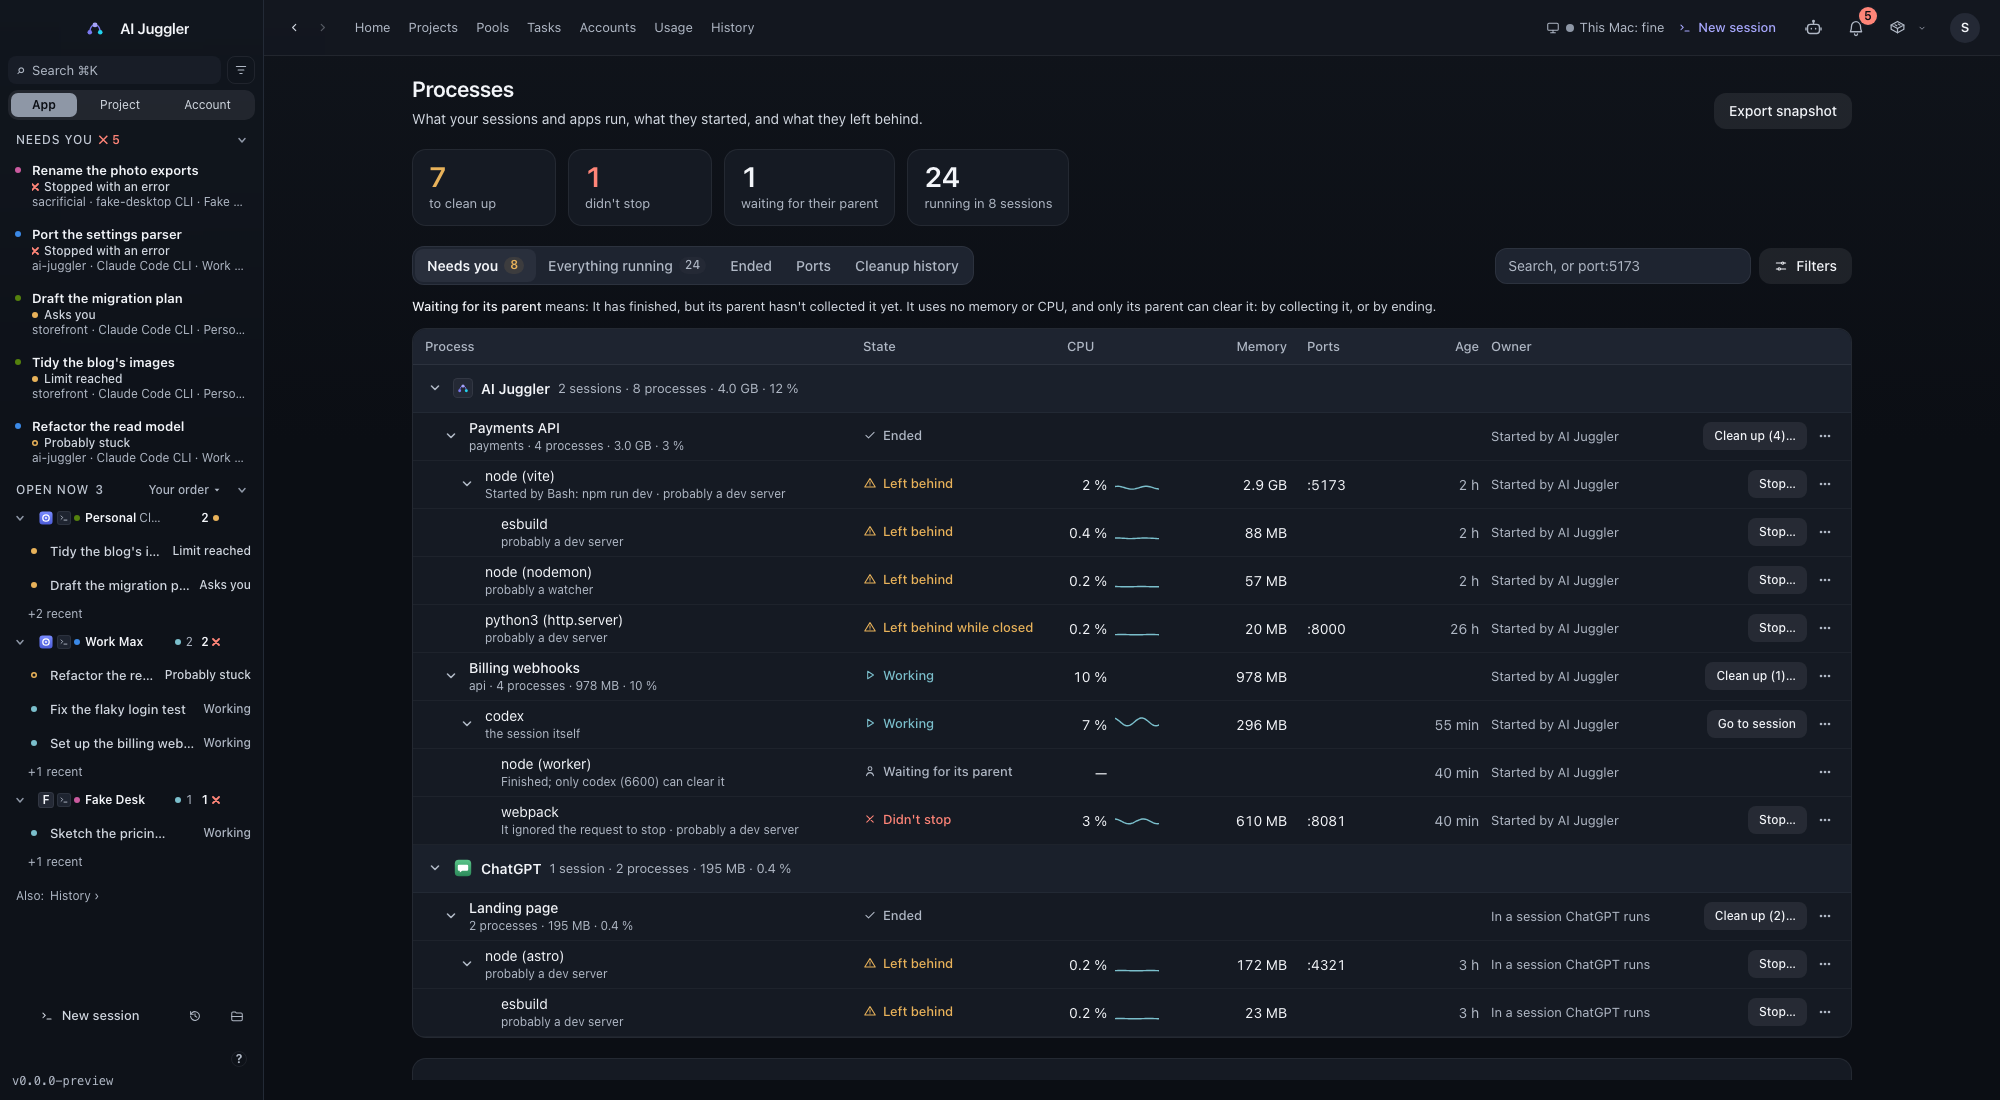 AI Juggler
Search ⌘K
App Project Account
NEEDS YOU 5
Rename the photo exports
Stopped with an error
sacrificial · fake-desktop CLI · Fake ...
Port the settings parser
Stopped with an error
ai-juggler · Claude Code CLI · Work ...
Draft the migration plan
Asks you
storefront · Claude Code CLI · Perso...
Tidy the blog's images
Limit reached
storefront · Claude Code CLI · Perso...
Refactor the read model
Probably stuck
ai-juggler · Claude Code CLI · Work ...
OPEN NOW 3 Your order
Personal Cl... 2
Tidy the blog's i... Limit reached
Draft the migration p... Asks you
+2 recent
Work Max 2 2
Refactor the re... Probably stuck
Fix the flaky login test Working
Set up the billing web... Working
+1 recent
F Fake Desk 1 1
Sketch the pricin... Working
+1 recent
Also: History ›
New session
?
v0.0.0-preview
Home Projects Pools Tasks Accounts Usage History
This Mac: fine New session 5 S
Processes
What your sessions and apps run, what they started, and what they left behind.
Export snapshot
7 1 1 24
to clean up didn't stop waiting for their parent running in 8 sessions
Needs you 8 Everything running 24 Ended Ports Cleanup history
Search, or port:5173 Filters
Waiting for its parent means: It has finished, but its parent hasn't collected it yet. It uses no memory or CPU, and only its parent can clear it: by collecting it, or by ending.
Process State CPU Memory Ports Age Owner
AI Juggler 2 sessions · 8 processes · 4.0 GB · 12 %
Payments API Ended Started by AI Juggler Clean up (4)...
payments · 4 processes · 3.0 GB · 3 %
node (vite) Left behind 2 % 2.9 GB :5173 2 h Started by AI Juggler Stop...
Started by Bash: npm run dev · probably a dev server
esbuild Left behind 0.4 % 88 MB 2 h Started by AI Juggler Stop...
probably a dev server
node (nodemon) Left behind 0.2 % 57 MB 2 h Started by AI Juggler Stop...
probably a watcher
python3 (http.server) Left behind while closed 0.2 % 20 MB :8000 26 h Started by AI Juggler Stop...
probably a dev server
Billing webhooks Working 10 % 978 MB Started by AI Juggler Clean up (1)...
api · 4 processes · 978 MB · 10 %
codex Working 7 % 296 MB 55 min Started by AI Juggler Go to session
the session itself
node (worker) Waiting for its parent — 40 min Started by AI Juggler
Finished; only codex (6600) can clear it
webpack Didn't stop 3 % 610 MB :8081 40 min Started by AI Juggler Stop...
It ignored the request to stop · probably a dev server
ChatGPT 1 session · 2 processes · 195 MB · 0.4 %
Landing page Ended In a session ChatGPT runs Clean up (2)...
2 processes · 195 MB · 0.4 %
node (astro) Left behind 0.2 % 172 MB :4321 3 h In a session ChatGPT runs Stop...
probably a dev server
esbuild Left behind 0.2 % 23 MB 3 h In a session ChatGPT runs Stop...
probably a dev server